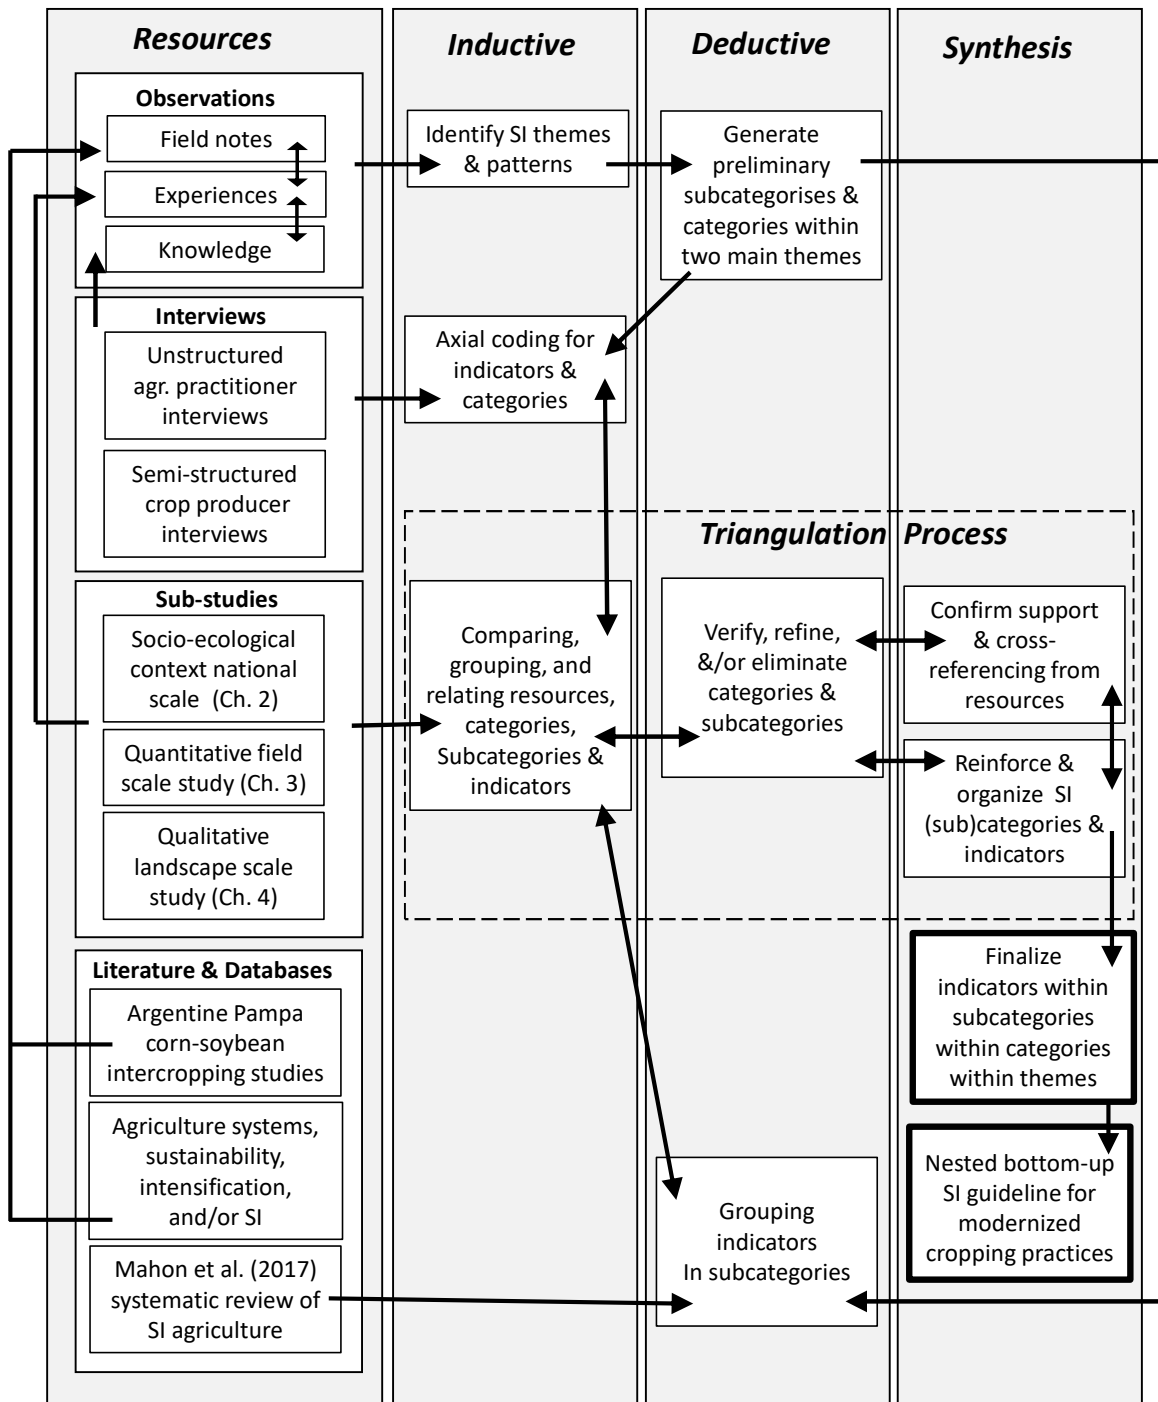 Resources
Observations
Field notes
Experiences
Knowledge
Interviews
Unstructured
agr. practitioner
interviews
Semi-structured
crop producer
interviews
Sub-studies
Socio-ecological
context national
scale (Ch. 2)
Quantitative field
scale study (Ch. 3)
Qualitative
landscape scale
study (Ch. 4)
Literature & Databases
Argentine Pampa
corn-soybean
intercropping studies
Agriculture systems,
sustainability,
intensification,
and/or SI
Mahon et al. (2017)
systematic review of
SI agriculture
Inductive
Identify SI themes
& patterns
Axial coding for
indicators &
categories
Triangulation Process
Comparing,
grouping, and
relating resources,
categories,
Subcategories &
indicators
Deductive
Generate
preliminary
subcategorises &
categories within
two main themes
Verify, refine,
&/or eliminate
categories &
subcategories
Grouping
indicators
In subcategories
Synthesis
Confirm support
& cross-
referencing from
resources
Reinforce &
organize SI
(sub)categories &
indicators
Finalize
indicators within
subcategories
within categories
within themes
Nested bottom-up
SI guideline for
modernized
cropping practices